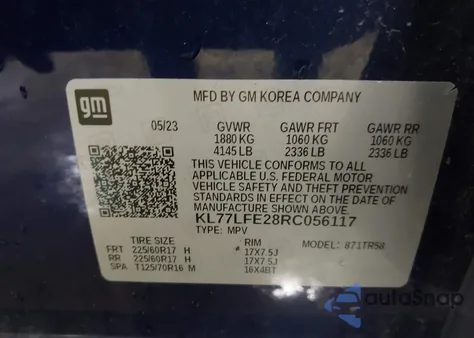 gm
MFD BY GM KOREA COMPANY
05/23 GVWR GAWR FRT GAWR RR
1880 KG 1060 KG 1060 KG
4145 LB 2336 LB 2336 LB
THIS VEHICLE CONFORMS TO ALL
APPLICABLE U.S. FEDERAL MOTOR
VEHICLE SAFETY AND THEFT PREVENTION
STANDARDS IN EFFECT ON THE DATE OF
MANUFACTURE SHOWN ABOVE.
KL77LFE28RC056117
TYPE: MPV MODEL: 871TR58
TIRE SIZE RIM
FRT 225/60R17 H 17X7.5J
RR 225/60R17 H 17X7.5J
SPA T125/70R16 M 16X4BT
autaSnap